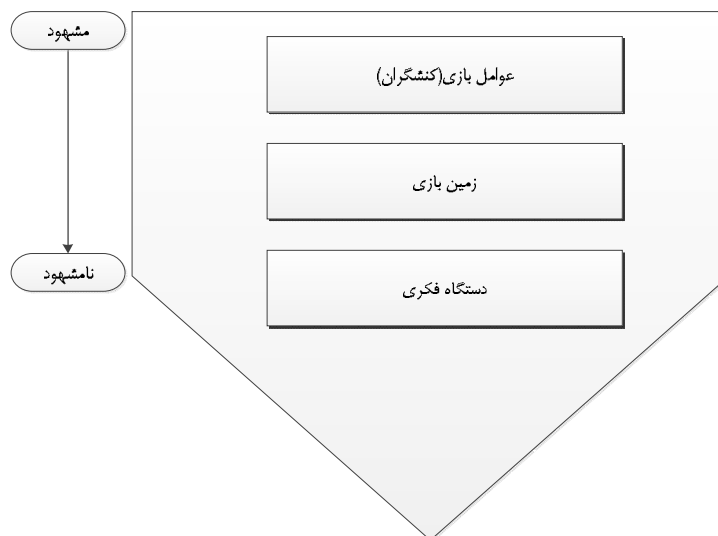 مشهود
عوامل بازی(کنشگران)
زمین بازی
نامشهود
دستگاه فکری